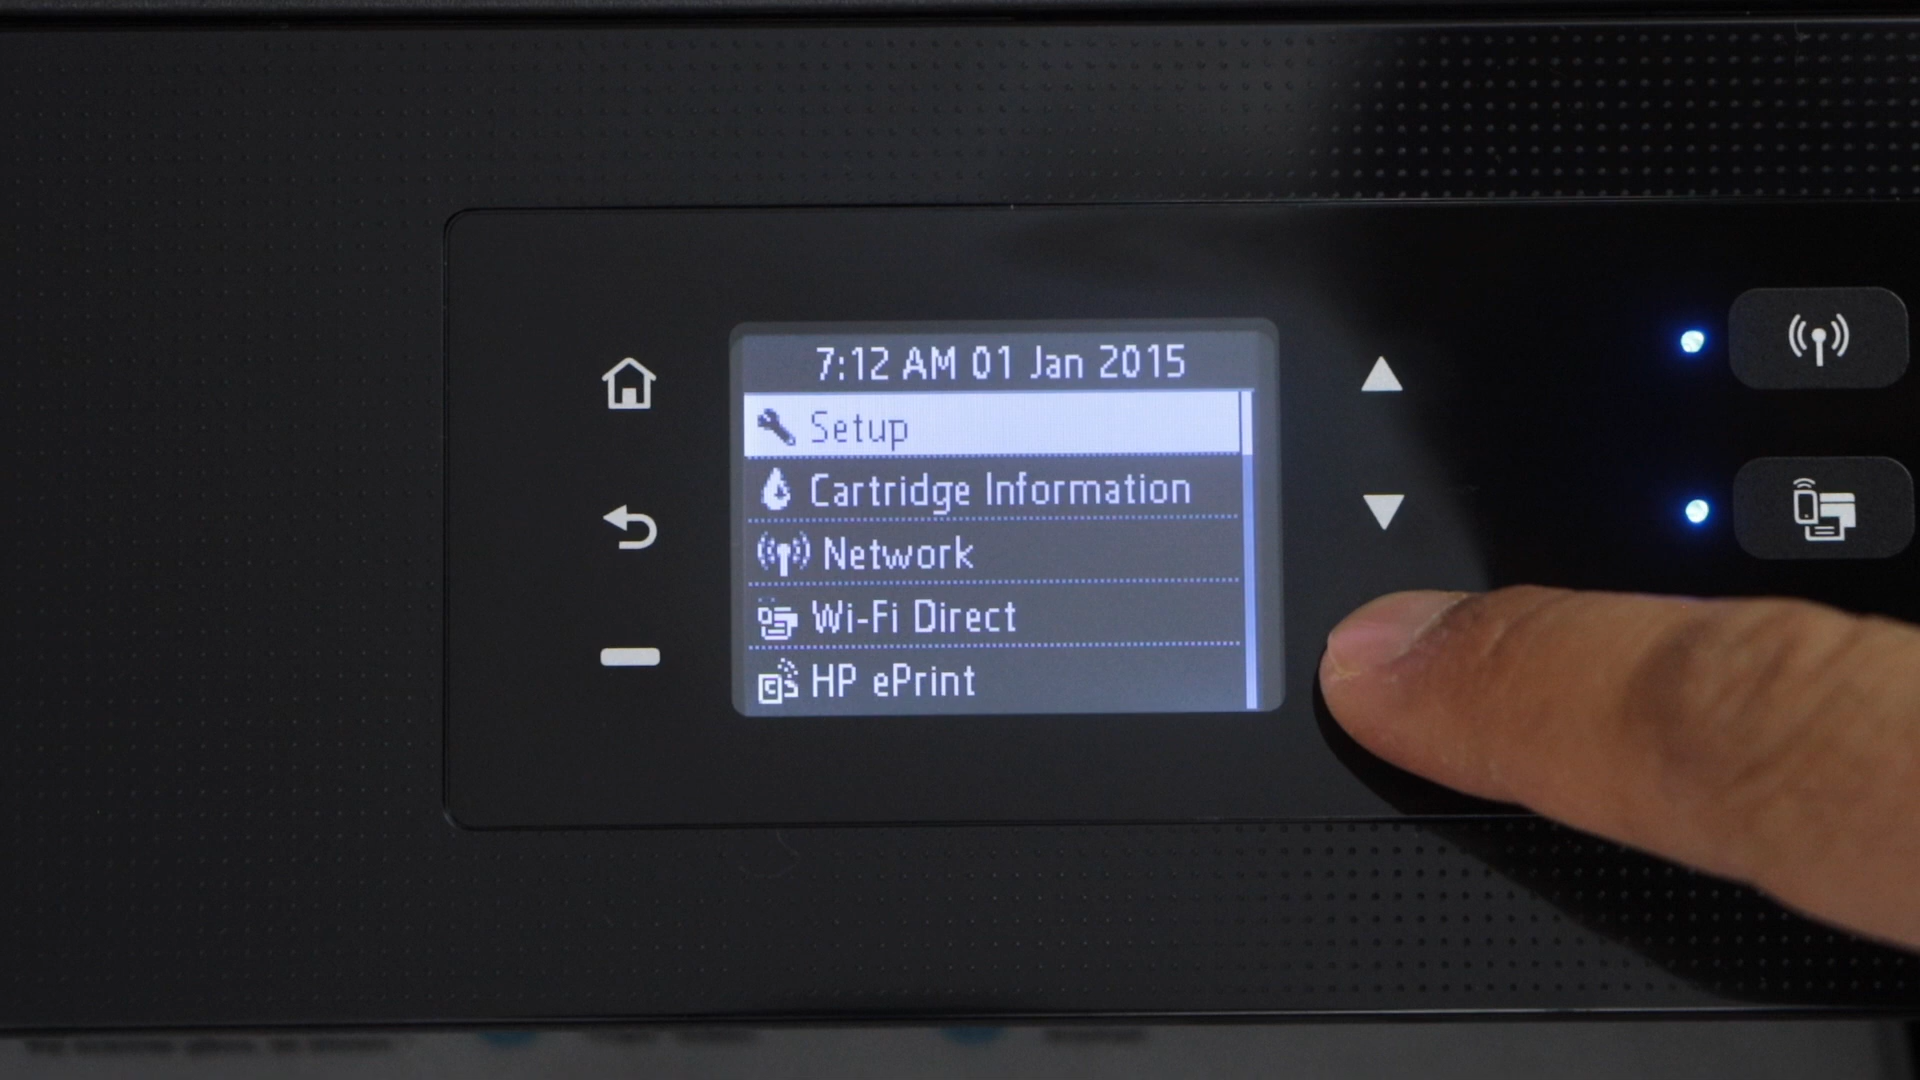 7:12 AM 01 Jan 2015
Setup
Cartridge Information
Network
Wi-Fi Direct
HP ePrint